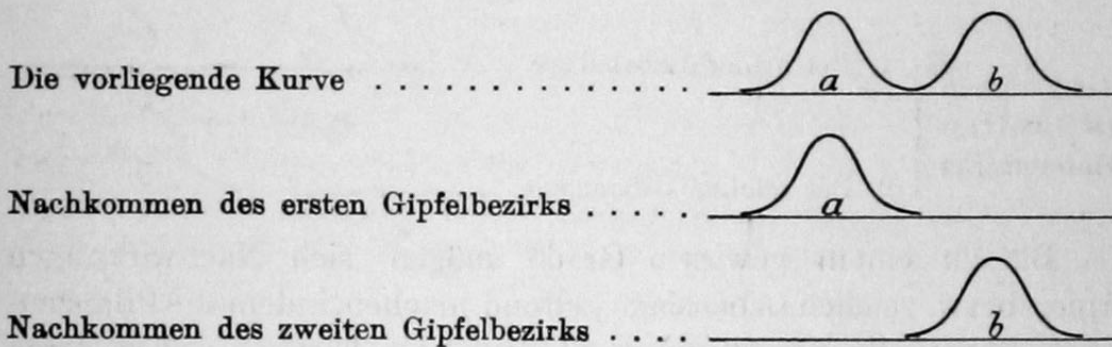 Die vorliegende Kurve . . . . . . . . . . . . . . . a b
Nachkommen des ersten Gipfelbezirks . . . . . a
Nachkommen des zweiten Gipfelbezirks . . . . b